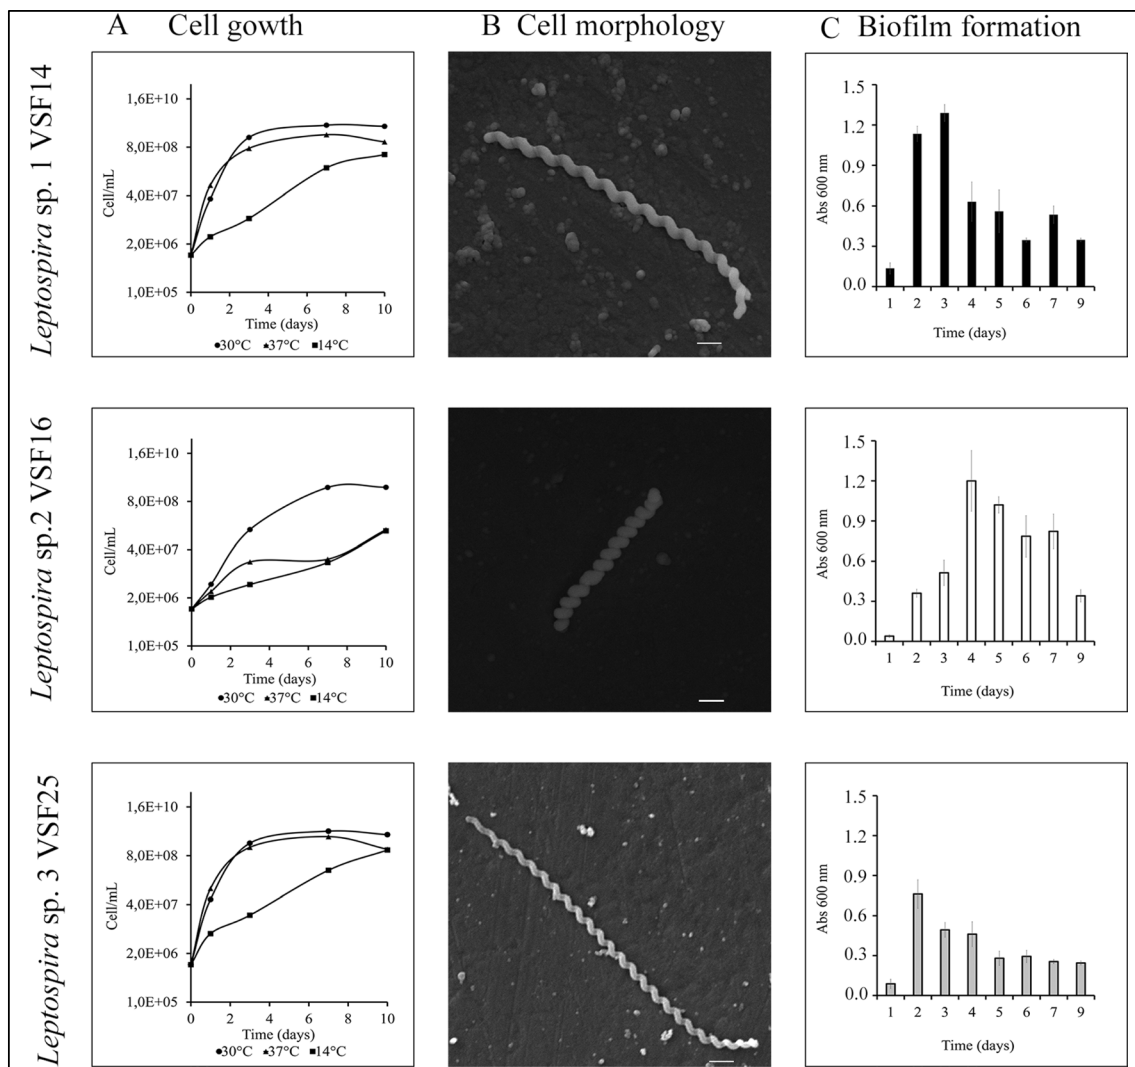 A Cell gowth
B Cell morphology
C Biofilm formation
Leptospira sp. 1 VSF14
Cell/mL
1,6E+10
8,0E+08
4,0E+07
2,0E+06
1,0E+05
0 2 4 6 8 10
Time (days)
30°C 37°C 14°C
Abs 600 nm
1.5
1.2
0.9
0.6
0.3
0.0
1 2 3 4 5 6 7 9
Time (days)
Leptospira sp.2 VSF16
Cell/mL
1,6E+10
8,0E+08
4,0E+07
2,0E+06
1,0E+05
0 2 4 6 8 10
Time (days)
30°C 37°C 14°C
Abs 600 nm
1.5
1.2
0.9
0.6
0.3
0.0
1 2 3 4 5 6 7 9
Time (days)
Leptospira sp. 3 VSF25
Cell/mL
1,6E+10
8,0E+08
4,0E+07
2,0E+06
1,0E+05
0 2 4 6 8 10
Time (days)
30°C 37°C 14°C
Abs 600 nm
1.5
1.2
0.9
0.6
0.3
0.0
1 2 3 4 5 6 7 9
Time (days)